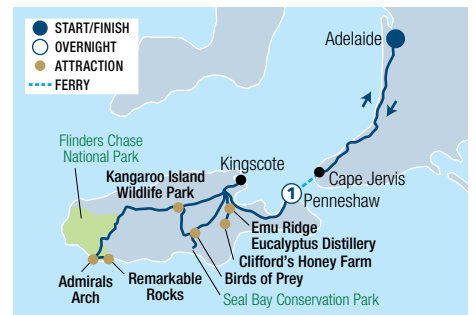 START/FINISH
OVERNIGHT
ATTRACTION
FERRY
Adelaide
Flinders Chase
National Park
Kangaroo Island
Wildlife Park
Kingscote
Cape Jervis
1
Penneshaw
Emu Ridge
Eucalyptus Distillery
Clifford's Honey Farm
Birds of Prey
Seal Bay Conservation Park
Admirals
Arch
Remarkable
Rocks